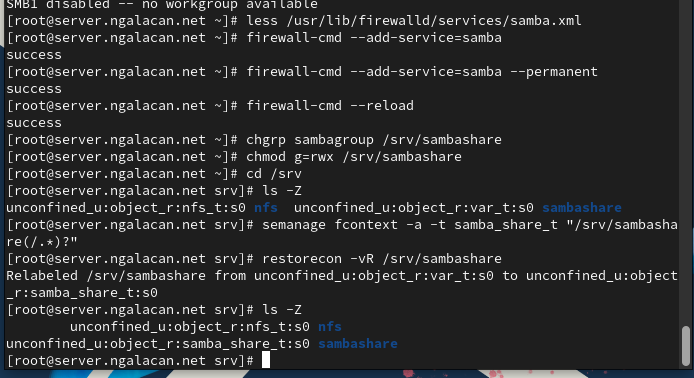 SMB1 disabled -- no workgroup available
[root@server.ngalacan.net ~]# less /usr/lib/firewalld/services/samba.xml
[root@server.ngalacan.net ~]# firewall-cmd --add-service=samba
success
[root@server.ngalacan.net ~]# firewall-cmd --add-service=samba --permanent
success
[root@server.ngalacan.net ~]# firewall-cmd --reload
success
[root@server.ngalacan.net ~]# chgrp sambagroup /srv/sambashare
[root@server.ngalacan.net ~]# chmod g=rwx /srv/sambashare
[root@server.ngalacan.net ~]# cd /srv
[root@server.ngalacan.net srv]# ls -Z
unconfined_u:object_r:nfs_t:s0 nfs  unconfined_u:object_r:var_t:s0 sambashare
[root@server.ngalacan.net srv]# semanage fcontext -a -t samba_share_t "/srv/sambasha
re(/.*)?"
[root@server.ngalacan.net srv]# restorecon -vR /srv/sambashare
Relabeled /srv/sambashare from unconfined_u:object_r:var_t:s0 to unconfined_u:object
_r:samba_share_t:s0
[root@server.ngalacan.net srv]# ls -Z
        unconfined_u:object_r:nfs_t:s0 nfs
unconfined_u:object_r:samba_share_t:s0 sambashare
[root@server.ngalacan.net srv]#